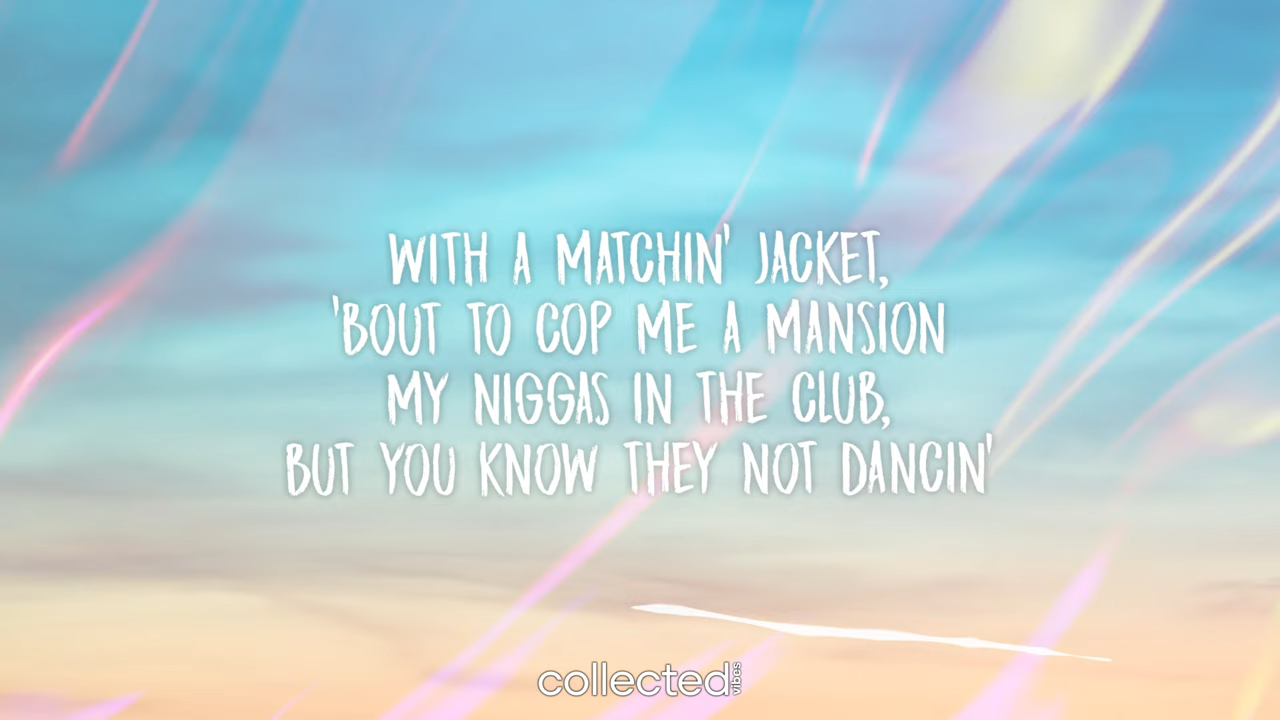 WITH A MATCHIN' JACKET,
'BOUT TO COP ME A MANSION
MY NIGGAS IN THE CLUB,
BUT YOU KNOW THEY NOT DANCIN'
collected vibes